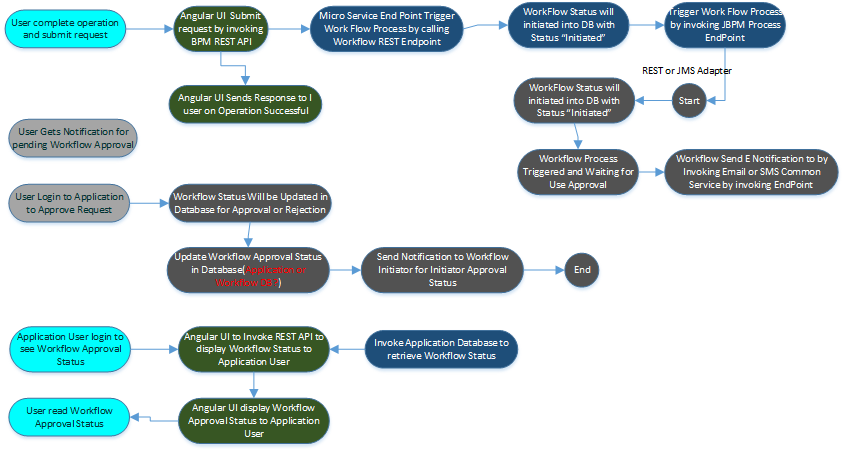 User complete operation
and submit request
Angular UI Submit
request by invoking
BPM REST API
Micro Service End Point Trigger
Work Flow Process by calling
Workflow REST Endpoint
WorkFlow Status will
initiated into DB with
Status “Initiated”
Trigger Work Flow Process
by invoking JBPM Process
EndPoint
REST or JMS Adapter
Angular UI Sends Response to I
user on Operation Successful
WorkFlow Status will
initiated into DB with
Status “Initiated”
Start
User Gets Notification for
pending Workflow Approval
Workflow Process
Triggered and Waiting for
Use Approval
Workflow Send E Notification to by
Invoking Email or SMS Common
Service by invoking EndPoint
User Login to Application
to Approve Request
Workflow Status Will be Updated in
Database for Approval or Rejection
Update Workflow Approval Status
in Database(Application or
Workflow DB )
Send Notification to Workflow
Initiator for Initiator Approval
Status
End
Application User login to
see Workflow Approval
Status
Angular UI to Invoke REST API to
display Workflow Status to
Application User
Invoke Application Database to
retrieve Workflow Status
User read Workflow
Approval Status
Angular UI display Workflow
Approval Status to Application
User